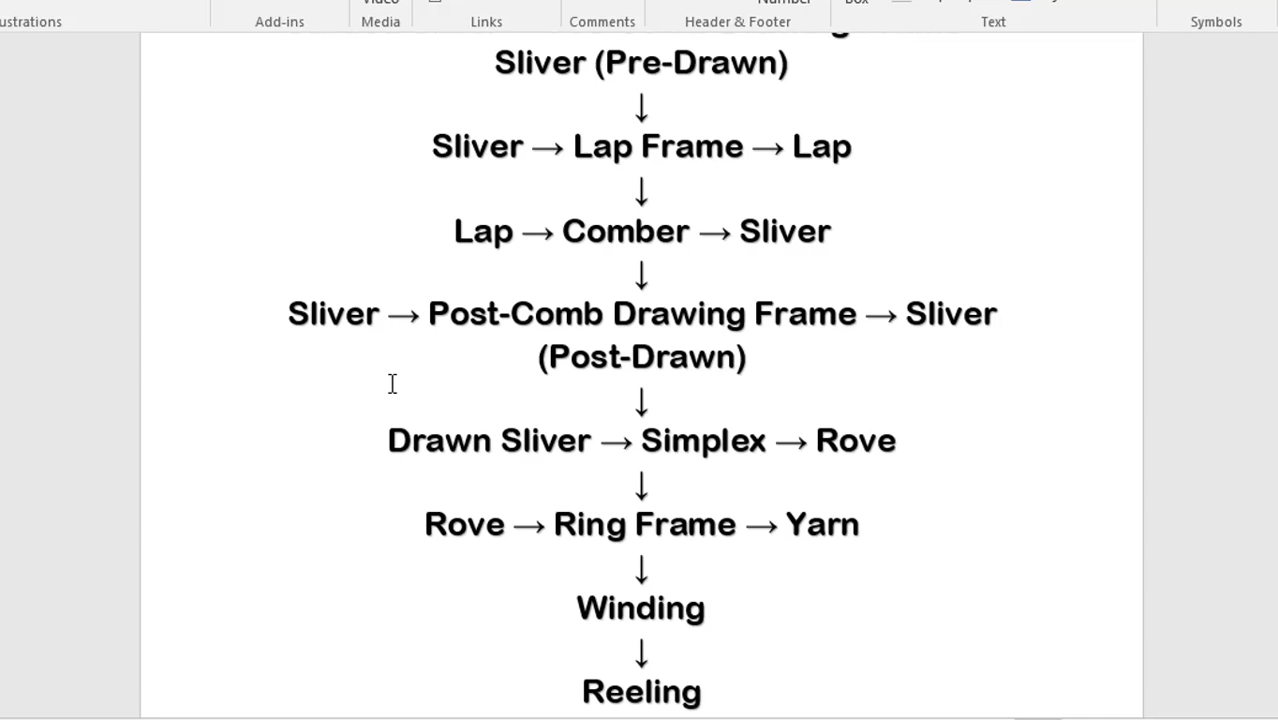 ustrations Add-ins Media Links Comments Header & Footer Text Symbols
Sliver (Pre-Drawn)
↓
Sliver → Lap Frame → Lap
↓
Lap → Comber → Sliver
↓
Sliver → Post-Comb Drawing Frame → Sliver
(Post-Drawn)
↓
Drawn Sliver → Simplex → Rove
↓
Rove → Ring Frame → Yarn
↓
Winding
↓
Reeling